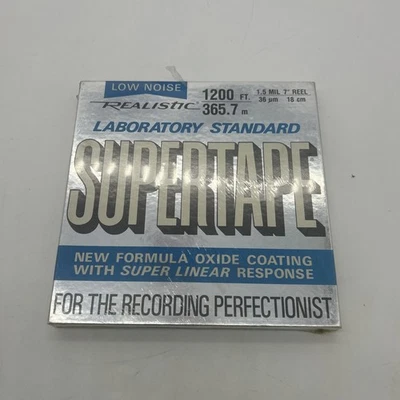 LOW NOISE
REALISTIC
1200 FT.
365.7 m
1.5 MIL 7" REEL
38 µm 18 cm
LABORATORY STANDARD
SUPERTAPE
NEW FORMULA OXIDE COATING
WITH SUPER LINEAR RESPONSE
FOR THE RECORDING PERFECTIONIST